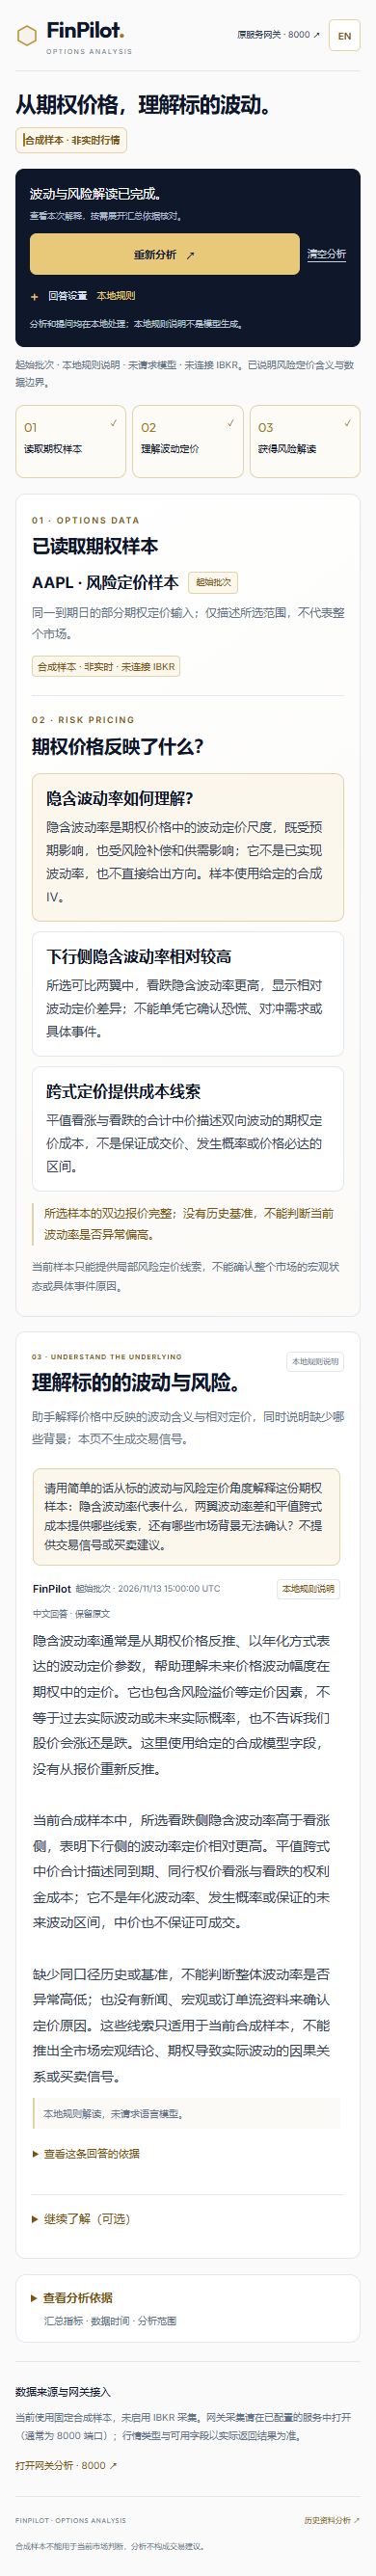 FinPilot.
OPTIONS ANALYSIS
原服务网关 · 8000 ↗
EN
从期权价格，理解标的波动。
合成样本 · 非实时行情
波动与风险解读已完成。
查看本次解释，按需展开汇总依据核对。
重新分析 ↗
清空分析
+ 回答设置 本地规则
分析和提问均在本地处理；本地规则说明不是模型生成。
起始批次 · 本地规则说明 · 未请求模型 · 未连接 IBKR。已说明风险定价含义与数
据边界。
01 ✓
读取期权样本
02 ✓
理解波动定价
03 ✓
获得风险解读
01 · OPTIONS DATA
已读取期权样本
AAPL · 风险定价样本 起始批次
同一到期日的部分期权定价输入；仅描述所选范围，不代表整
个市场。
合成样本 · 非实时 · 未连接 IBKR
02 · RISK PRICING
期权价格反映了什么？
隐含波动率如何理解？
隐含波动率是期权价格中的波动定价尺度，既受预
期影响，也受风险补偿和供需影响；它不是已实现
波动率，也不直接给出方向。样本使用给定的合成
IV。
下行侧隐含波动率相对较高
所选可比两翼中，看跌隐含波动率更高，显示相对
波动定价差异；不能单凭它确认恐慌、对冲需求或
具体事件。
跨式定价提供成本线索
平值看涨与看跌的合计中价描述双向波动的期权定
价成本，不是保证成交价、发生概率或价格必达的
区间。
所选样本的双边报价完整；没有历史基准，不能判断当前
波动率是否异常偏高。
当前样本只能提供局部风险定价线索，不能确认整个市场的宏观状
态或具体事件原因。
03 · UNDERSTAND THE UNDERLYING
本地规则说明
理解标的的波动与风险。
助手解释价格中反映的波动含义与相对定价，同时说明缺少哪
些背景；本页不生成交易信号。
请用简单的话从标的波动与风险定价角度解释这份期权
样本：隐含波动率代表什么，两翼波动率差和平值跨式
成本提供哪些线索，还有哪些市场背景无法确认？不提
供交易信号或买卖建议。
FinPilot 起始批次 · 2026/11/13 15:00:00 UTC 本地规则说明
中文回答 · 保留原文
隐含波动率通常是从期权价格反推、以年化方式表
达的波动定价参数，帮助理解未来价格波动幅度在
期权中的定价。它也包含风险溢价等定价因素，不
等于过去实际波动或未来实际概率，也不告诉我们
股价会涨还是跌。这里使用给定的合成模型字段，
没有从报价重新反推。
当前合成样本中，所选看跌侧隐含波动率高于看涨
侧，表明下行侧的波动率定价相对更高。平值跨式
中价合计描述同到期、同行权价看涨与看跌的权利
金成本；它不是年化波动率、发生概率或保证的未
来波动区间，中价也不保证可成交。
缺少同口径历史或基准，不能判断整体波动率是否
异常高低；也没有新闻、宏观或订单流资料来确认
定价原因。这些线索只适用于当前合成样本，不能
推出全市场宏观结论、期权导致实际波动的因果关
系或买卖信号。
本地规则解读，未请求语言模型。
▶ 查看这条回答的依据
▶ 继续了解（可选）
▶ 查看分析依据
汇总指标 · 数据时间 · 分析范围
数据来源与网关接入
当前使用固定合成样本，未启用 IBKR 采集。网关采集请在已配置的服务中打开
（通常为 8000 端口）；行情类型与可用字段以实际返回结果为准。
打开网关分析 · 8000 ↗
FINPILOT · OPTIONS ANALYSIS
历史资料分析 ↗
合成样本不能用于当前市场判断，分析不构成交易建议。